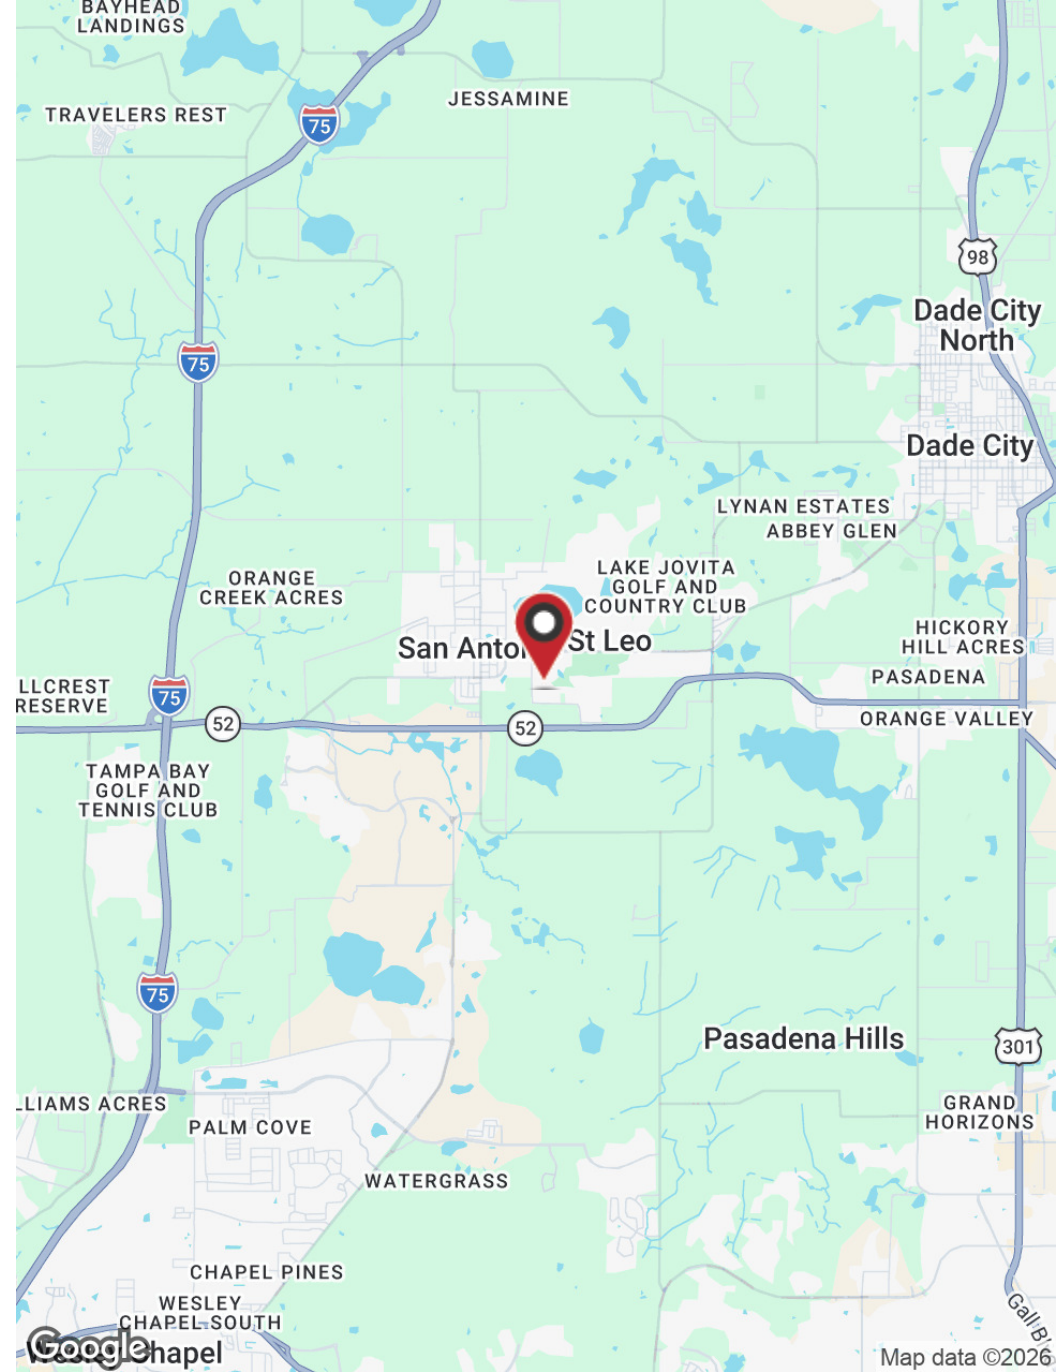 BAYHEAD
LANDINGS
JESSAMINE
TRAVELERS REST
75
98
Dade City
North
75
Dade City
LYNAN ESTATES
ABBEY GLEN
LAKE JOVITA
GOLF AND
COUNTRY CLUB
ORANGE
CREEK ACRES
HICKORY
HILL ACRES
San Anto
St Leo
PASADENA
LLCREST
RESERVE
75
52
52
ORANGE VALLEY
TAMPA BAY
GOLF AND
TENNIS CLUB
75
Pasadena Hills
301
LLIAMS ACRES
PALM COVE
GRAND
HORIZONS
WATERGRASS
CHAPEL PINES
WESLEY
CHAPEL SOUTH
Gall B
Wesley Chapel
Google
Map data ©2026